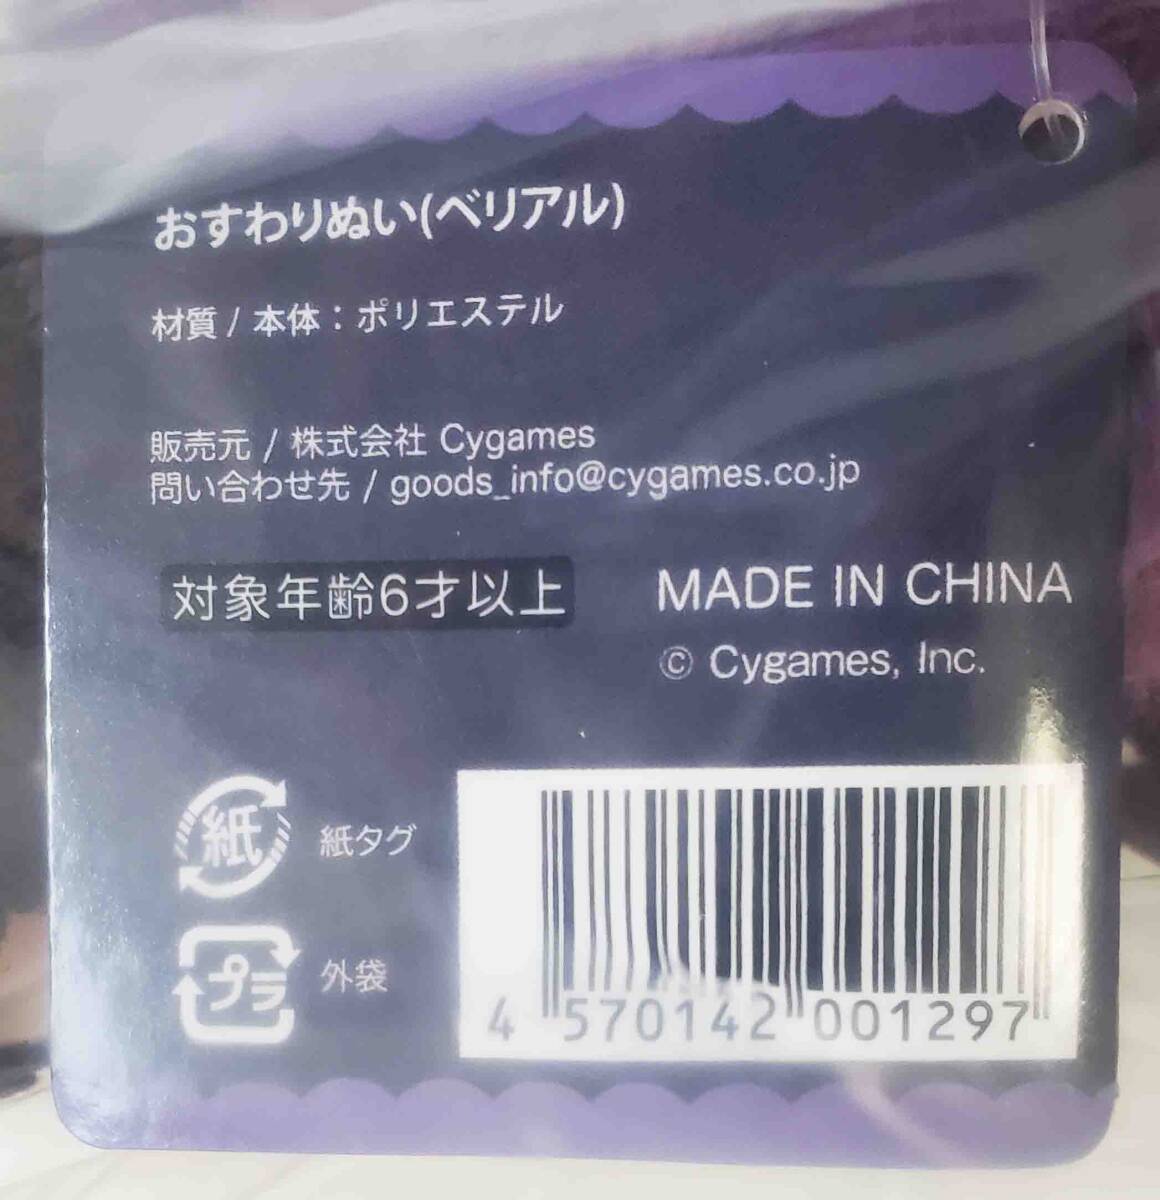 おすわりぬい(ベリアル)
材質 / 本体：ポリエステル
販売元 / 株式会社 Cygames
問い合わせ先 / goods_info@cygames.co.jp
対象年齢6才以上
MADE IN CHINA
© Cygames, Inc.
紙 紙タグ
プラ 外袋
4 570142 001297